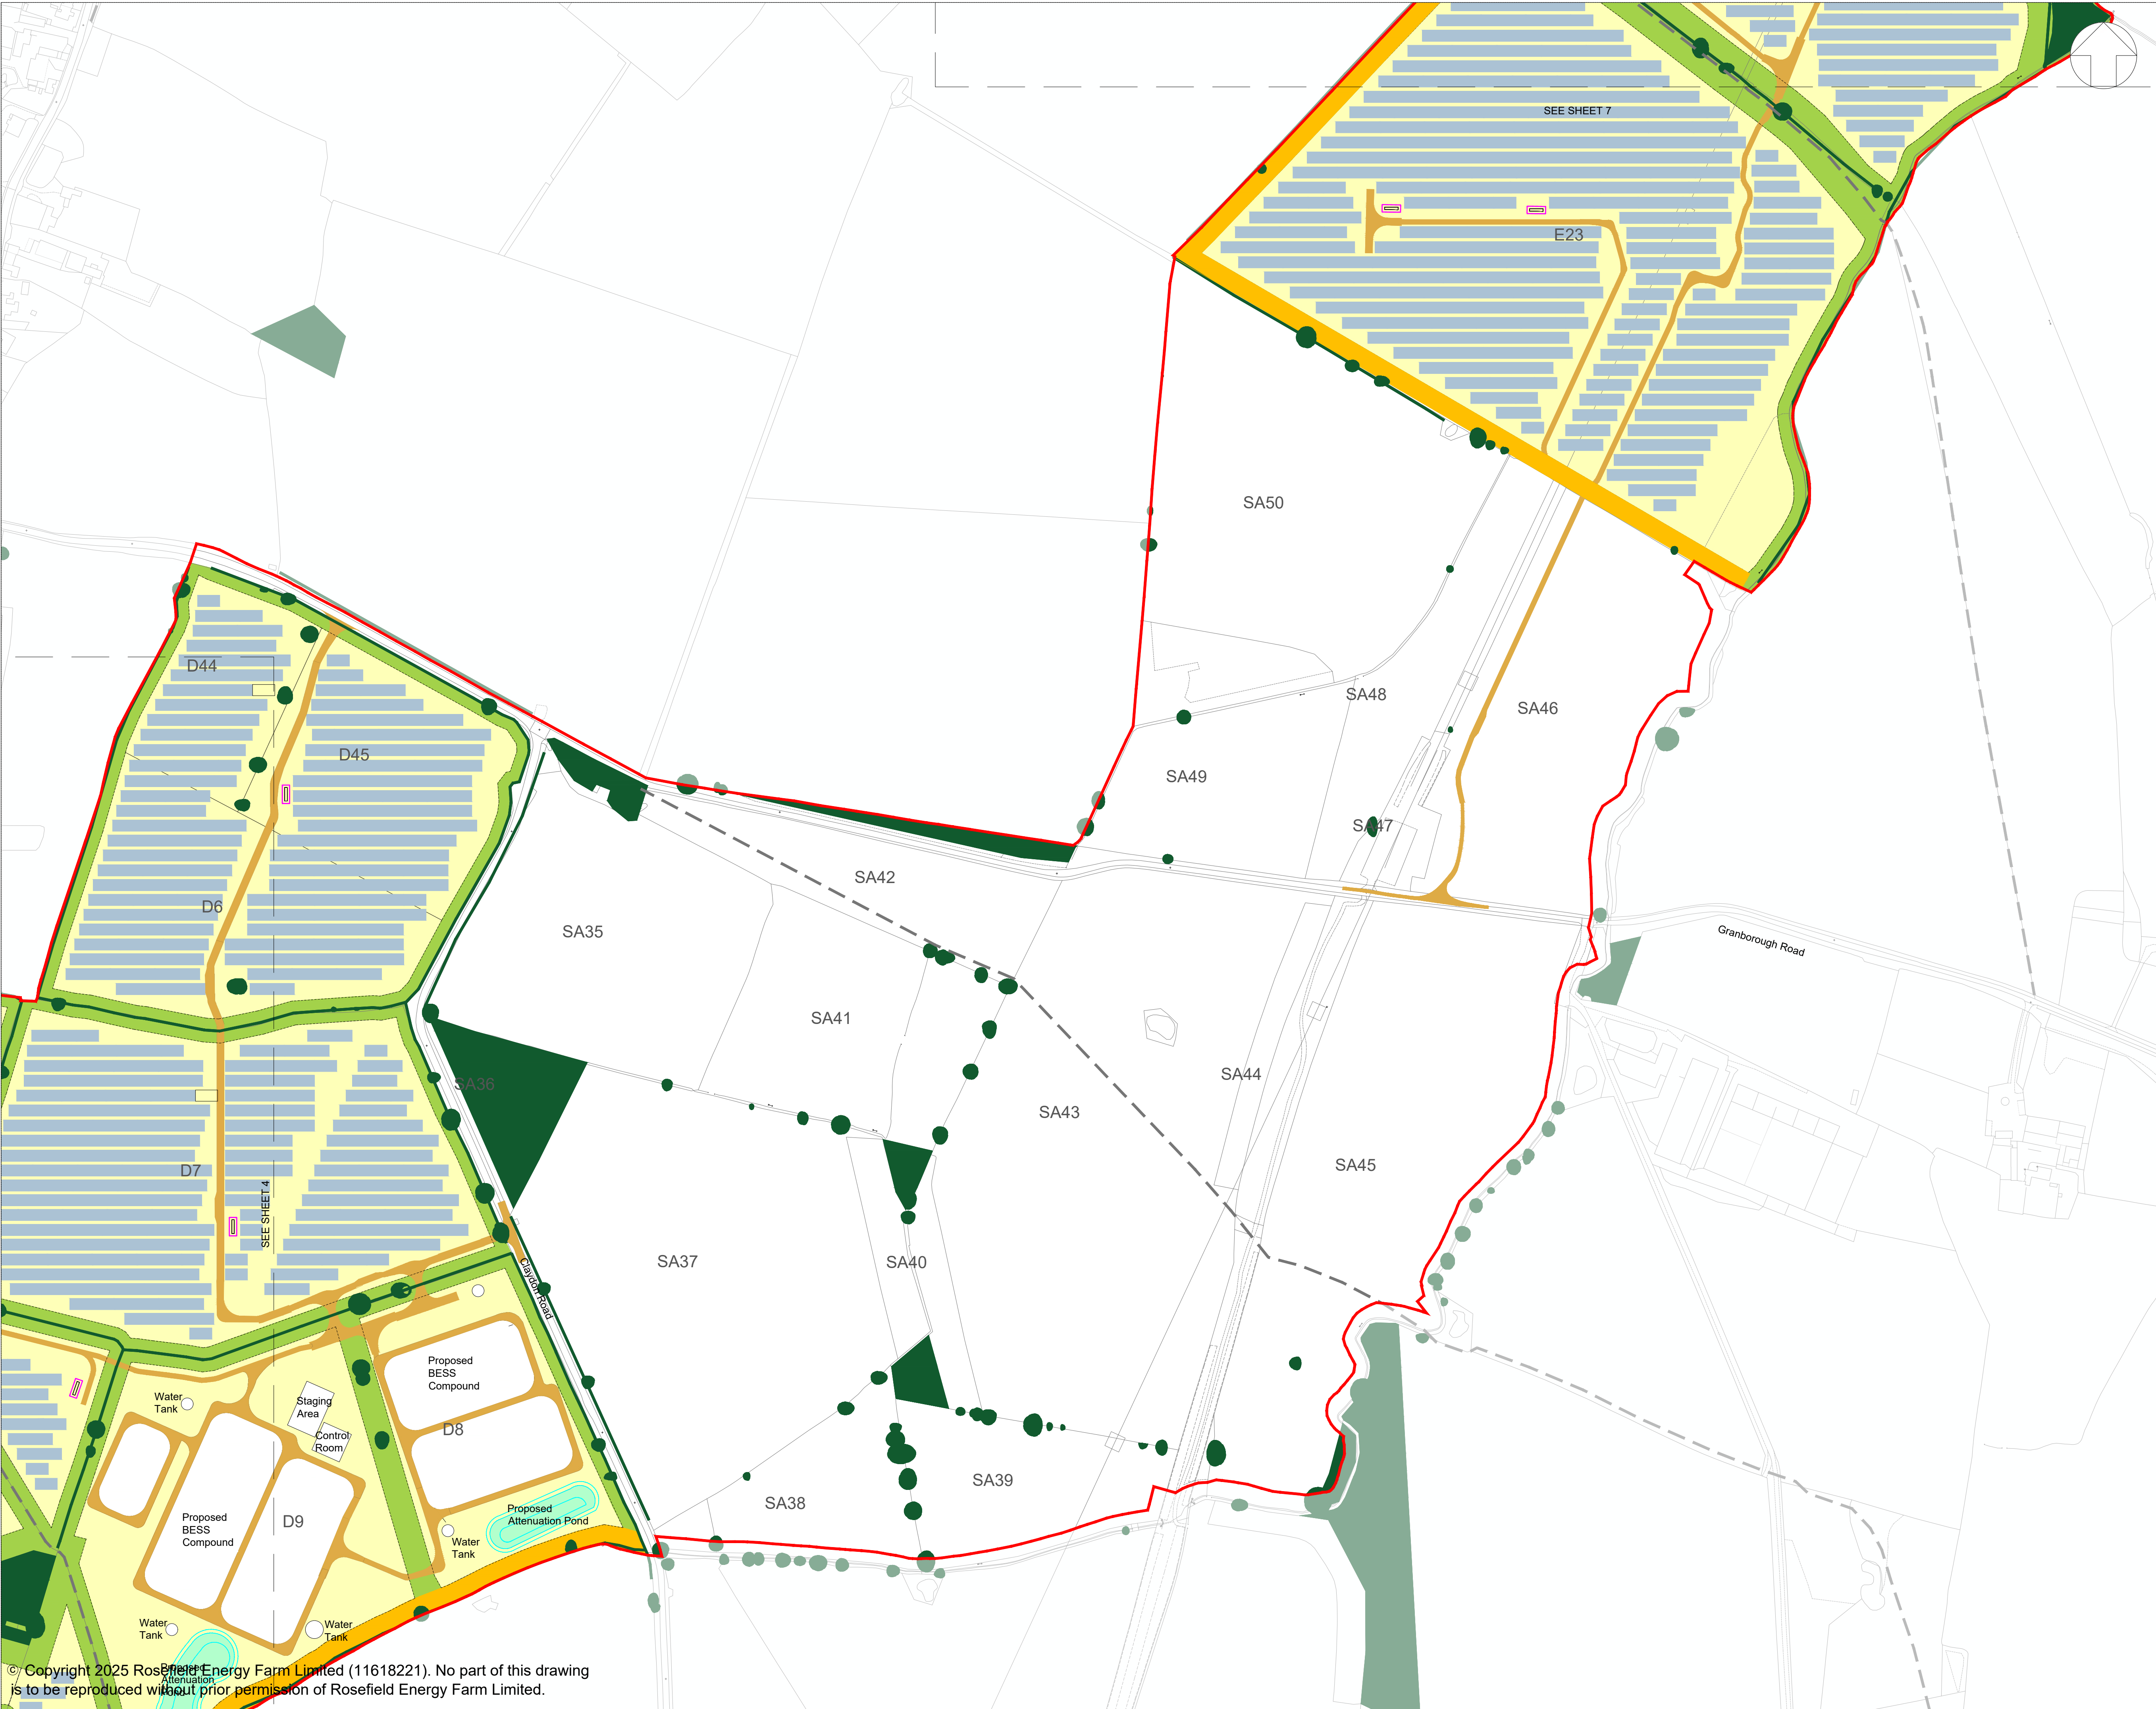 SEE SHEET 7
E23
SA50
D44
SA48
SA46
D45
SA49
SA47
SA42
D6
SA35
Granborough Road
SA41
SA44
SA36
SA43
D7
SA45
SEE SHEET 4
SA37
SA40
Claydon Road
Proposed
BESS
Compound
Water
Tank
Staging
Area
Control
Room
D8
SA39
SA38
Proposed
Attenuation Pond
Proposed
BESS
Compound
D9
Water
Tank
Water
Tank
Water
Tank
Proposed
Attenuation
Pond
© Copyright 2025 Rosefield Energy Farm Limited (11618221). No part of this drawing
is to be reproduced without prior permission of Rosefield Energy Farm Limited.